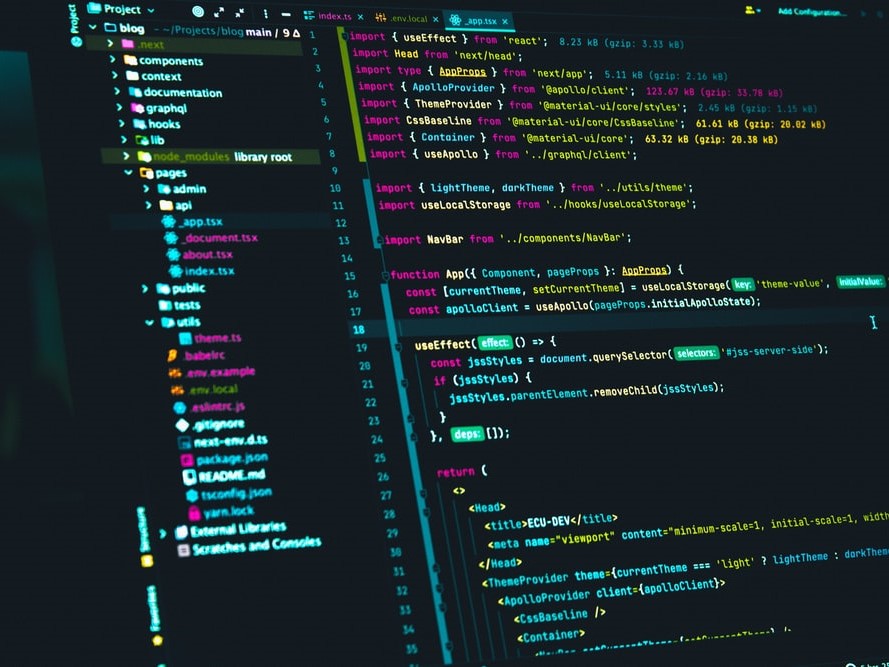 Project
index.ts
.env.local
_app.tsx
Add Configuration...
Project
blog ~/Projects/blog main / 9 Δ
.next
components
context
documentation
graphql
hooks
lib
node_modules library root
pages
admin
api
_app.tsx
_document.tsx
about.tsx
index.tsx
public
tests
utils
theme.ts
.babelrc
.env.example
.env.local
.eslintrc.js
.gitignore
next-env.d.ts
package.json
README.md
tsconfig.json
yarn.lock
External Libraries
Scratches and Consoles
Structure
Favorites
1 import { useEffect } from 'react'; 8.23 kB (gzip: 3.33 kB)
2 import Head from 'next/head';
3 import type { AppProps } from 'next/app'; 5.11 kB (gzip: 2.16 kB)
4 import { ApolloProvider } from '@apollo/client'; 123.67 kB (gzip: 33.78 kB)
5 import { ThemeProvider } from '@material-ui/core/styles'; 2.45 kB (gzip: 1.15 kB)
6 import CssBaseline from '@material-ui/core/CssBaseline'; 61.61 kB (gzip: 20.02 kB)
7 import { Container } from '@material-ui/core'; 63.32 kB (gzip: 20.38 kB)
8 import { useApollo } from '../graphql/client';
9
10 import { lightTheme, darkTheme } from '../utils/theme';
11 import useLocalStorage from '../hooks/useLocalStorage';
12
13 import NavBar from '../components/NavBar';
14
15 function App({ Component, pageProps }: AppProps) {
16 const [currentTheme, setCurrentTheme] = useLocalStorage( key: 'theme-value', initialValue:
17 const apolloClient = useApollo(pageProps.initialApolloState);
18
19 useEffect( effect: () => {
20 const jssStyles = document.querySelector( selectors: '#jss-server-side');
21 if (jssStyles) {
22 jssStyles.parentElement.removeChild(jssStyles);
23 }
24 }, deps: []);
25
26 return (
27 <>
28 <Head>
29 <title>ECU-DEV</title>
30 <meta name="viewport" content="minimum-scale=1, initial-scale=1, width
31 </Head>
32 <ThemeProvider theme={currentTheme === 'light' ? lightTheme : darkTheme
33 <ApolloProvider client={apolloClient}>
34 <CssBaseline />
35 <Container>